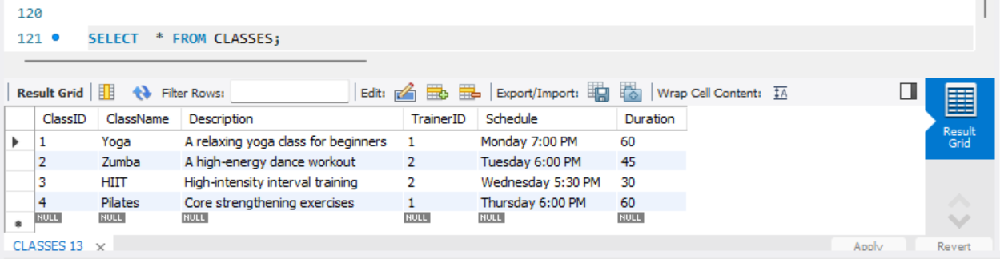 120
121 SELECT * FROM CLASSES;
Result Grid Filter Rows: Edit: Export/Import: Wrap Cell Content: IA
ClassID ClassName Description TrainerID Schedule Duration
1 Yoga A relaxing yoga class for beginners 1 Monday 7:00 PM 60
2 Zumba A high-energy dance workout 2 Tuesday 6:00 PM 45
3 HIIT High-intensity interval training 2 Wednesday 5:30 PM 30
4 Pilates Core strengthening exercises 1 Thursday 6:00 PM 60
NULL NULL NULL NULL NULL NULL
Result
Grid
CLASSES 13 Apply Revert